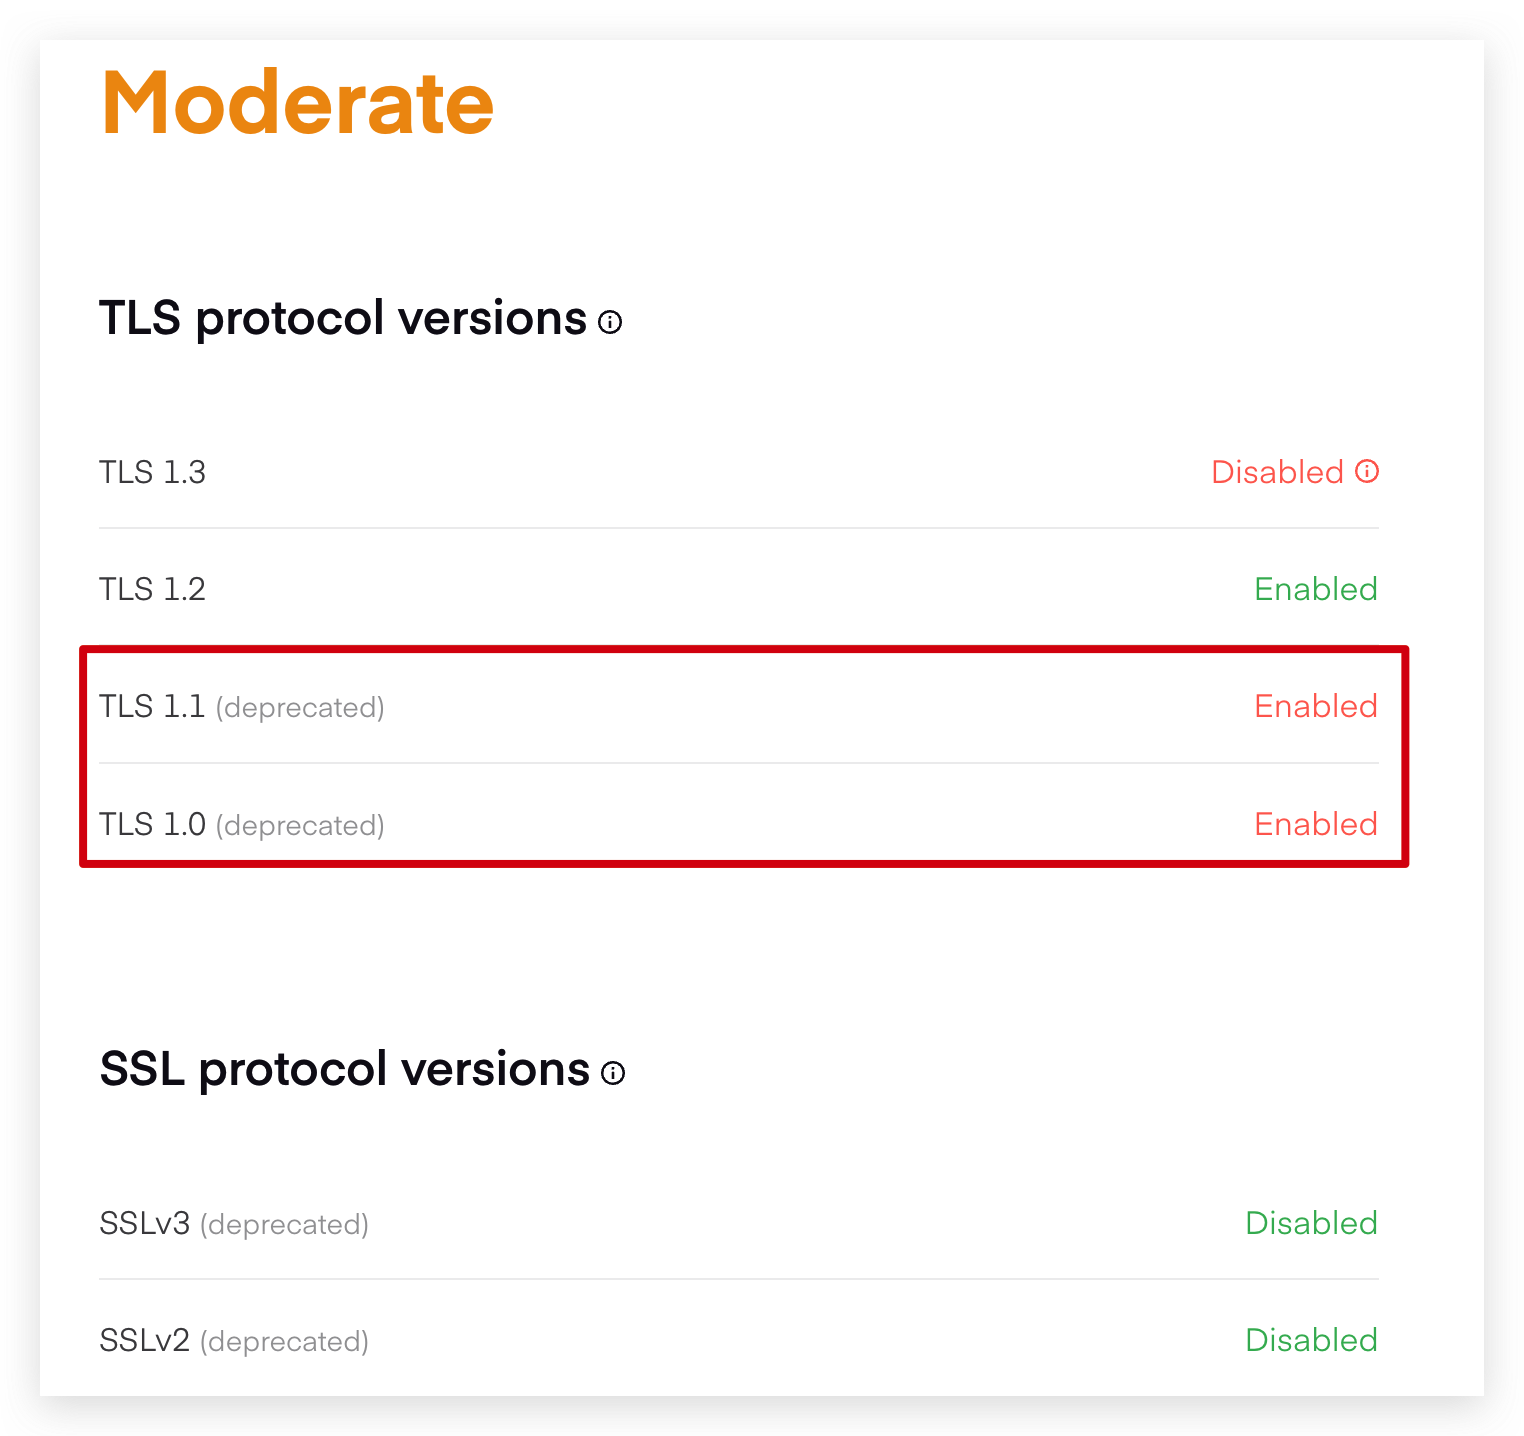 Moderate
TLS protocol versions
TLS 1.3 Disabled
TLS 1.2 Enabled
TLS 1.1 (deprecated) Enabled
TLS 1.0 (deprecated) Enabled
SSL protocol versions
SSLv3 (deprecated) Disabled
SSLv2 (deprecated) Disabled